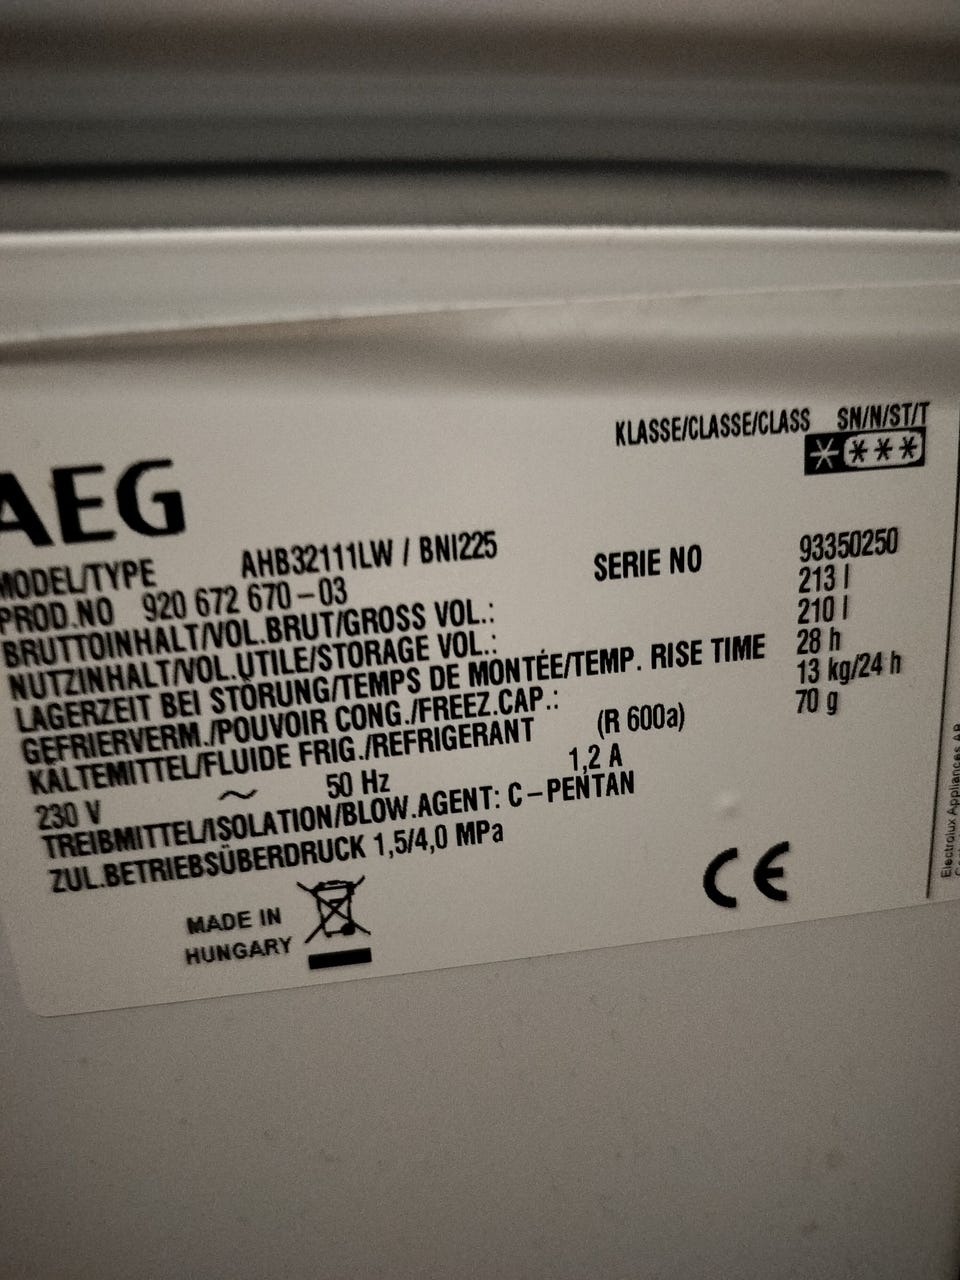 KLASSE/CLASSE/CLASS SN/N/ST/T
AEG
MODEL/TYPE AHB32111LW / BNI225
PROD.NO 920 672 670-03 SERIE NO 93350250
BRUTTOINHALT/VOL.BRUT/GROSS VOL.: 213 l
NUTZINHALT/VOL.UTILE/STORAGE VOL.: 210 l
LAGERZEIT BEI STÖRUNG/TEMPS DE MONTÉE/TEMP. RISE TIME 28 h
GEFRIERVERM./POUVOIR CONG./FREEZ.CAP.: 13 kg/24 h
KÄLTEMITTEL/FLUIDE FRIG./REFRIGERANT (R 600a) 70 g
230 V ~ 50 Hz 1,2 A
TREIBMITTEL/ISOLATION/BLOW.AGENT: C-PENTAN
ZUL.BETRIEBSÜBERDRUCK 1,5/4,0 MPa
MADE IN
HUNGARY
CE
Electrolux Appliances AB